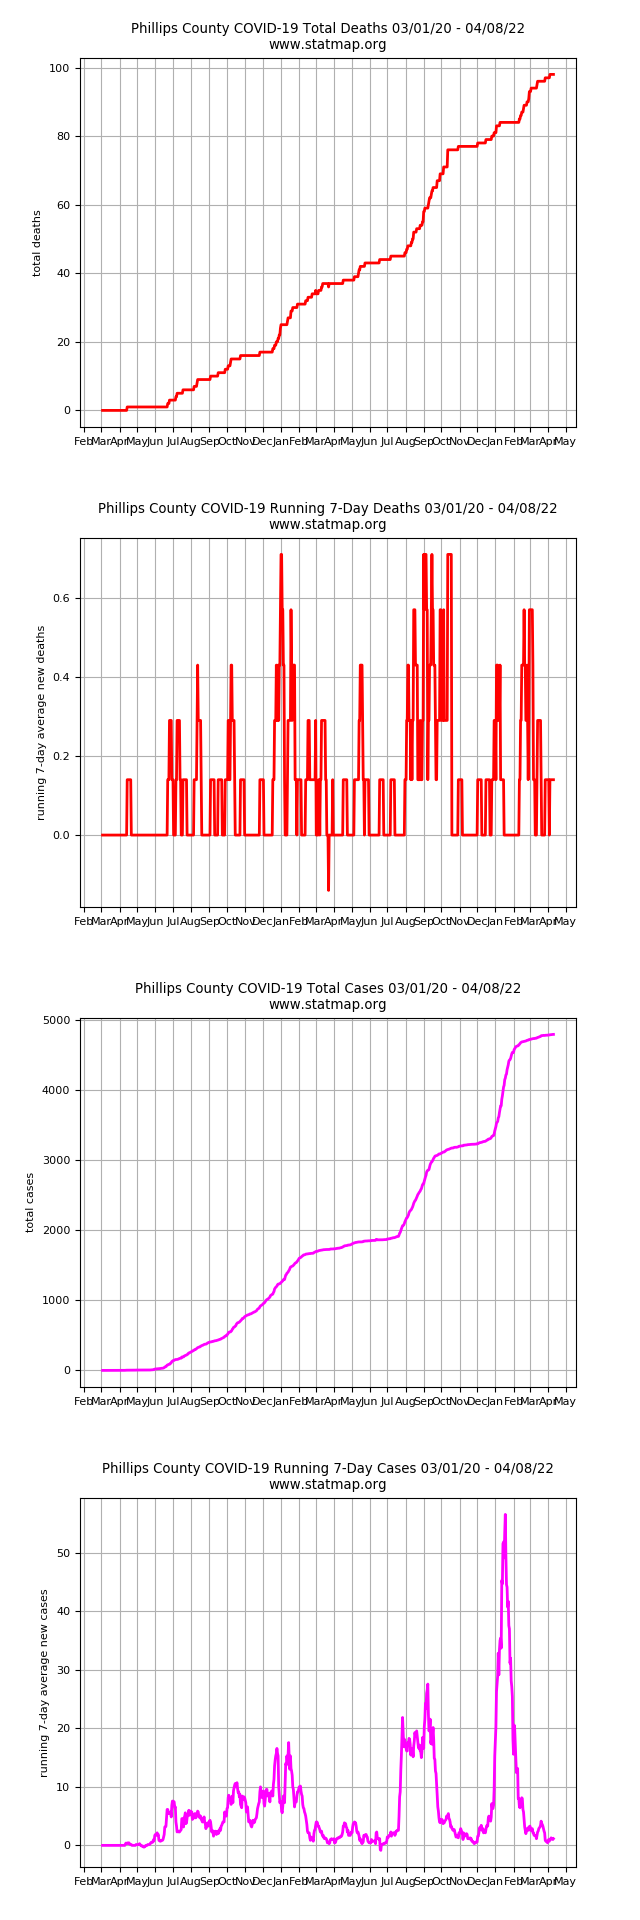 Phillips County COVID-19 Total Deaths 03/01/20 - 04/08/22
www.statmap.org
100
80
60
40
20
0
total deaths
Feb Mar Apr May Jun Jul Aug Sep Oct Nov Dec Jan Feb Mar Apr May Jun Jul Aug Sep Oct Nov Dec Jan Feb Mar Apr May
Phillips County COVID-19 Running 7-Day Deaths 03/01/20 - 04/08/22
www.statmap.org
0.6
0.4
0.2
0.0
running 7-day average new deaths
Feb Mar Apr May Jun Jul Aug Sep Oct Nov Dec Jan Feb Mar Apr May Jun Jul Aug Sep Oct Nov Dec Jan Feb Mar Apr May
Phillips County COVID-19 Total Cases 03/01/20 - 04/08/22
www.statmap.org
5000
4000
3000
2000
1000
0
total cases
Feb Mar Apr May Jun Jul Aug Sep Oct Nov Dec Jan Feb Mar Apr May Jun Jul Aug Sep Oct Nov Dec Jan Feb Mar Apr May
Phillips County COVID-19 Running 7-Day Cases 03/01/20 - 04/08/22
www.statmap.org
50
40
30
20
10
0
running 7-day average new cases
Feb Mar Apr May Jun Jul Aug Sep Oct Nov Dec Jan Feb Mar Apr May Jun Jul Aug Sep Oct Nov Dec Jan Feb Mar Apr May